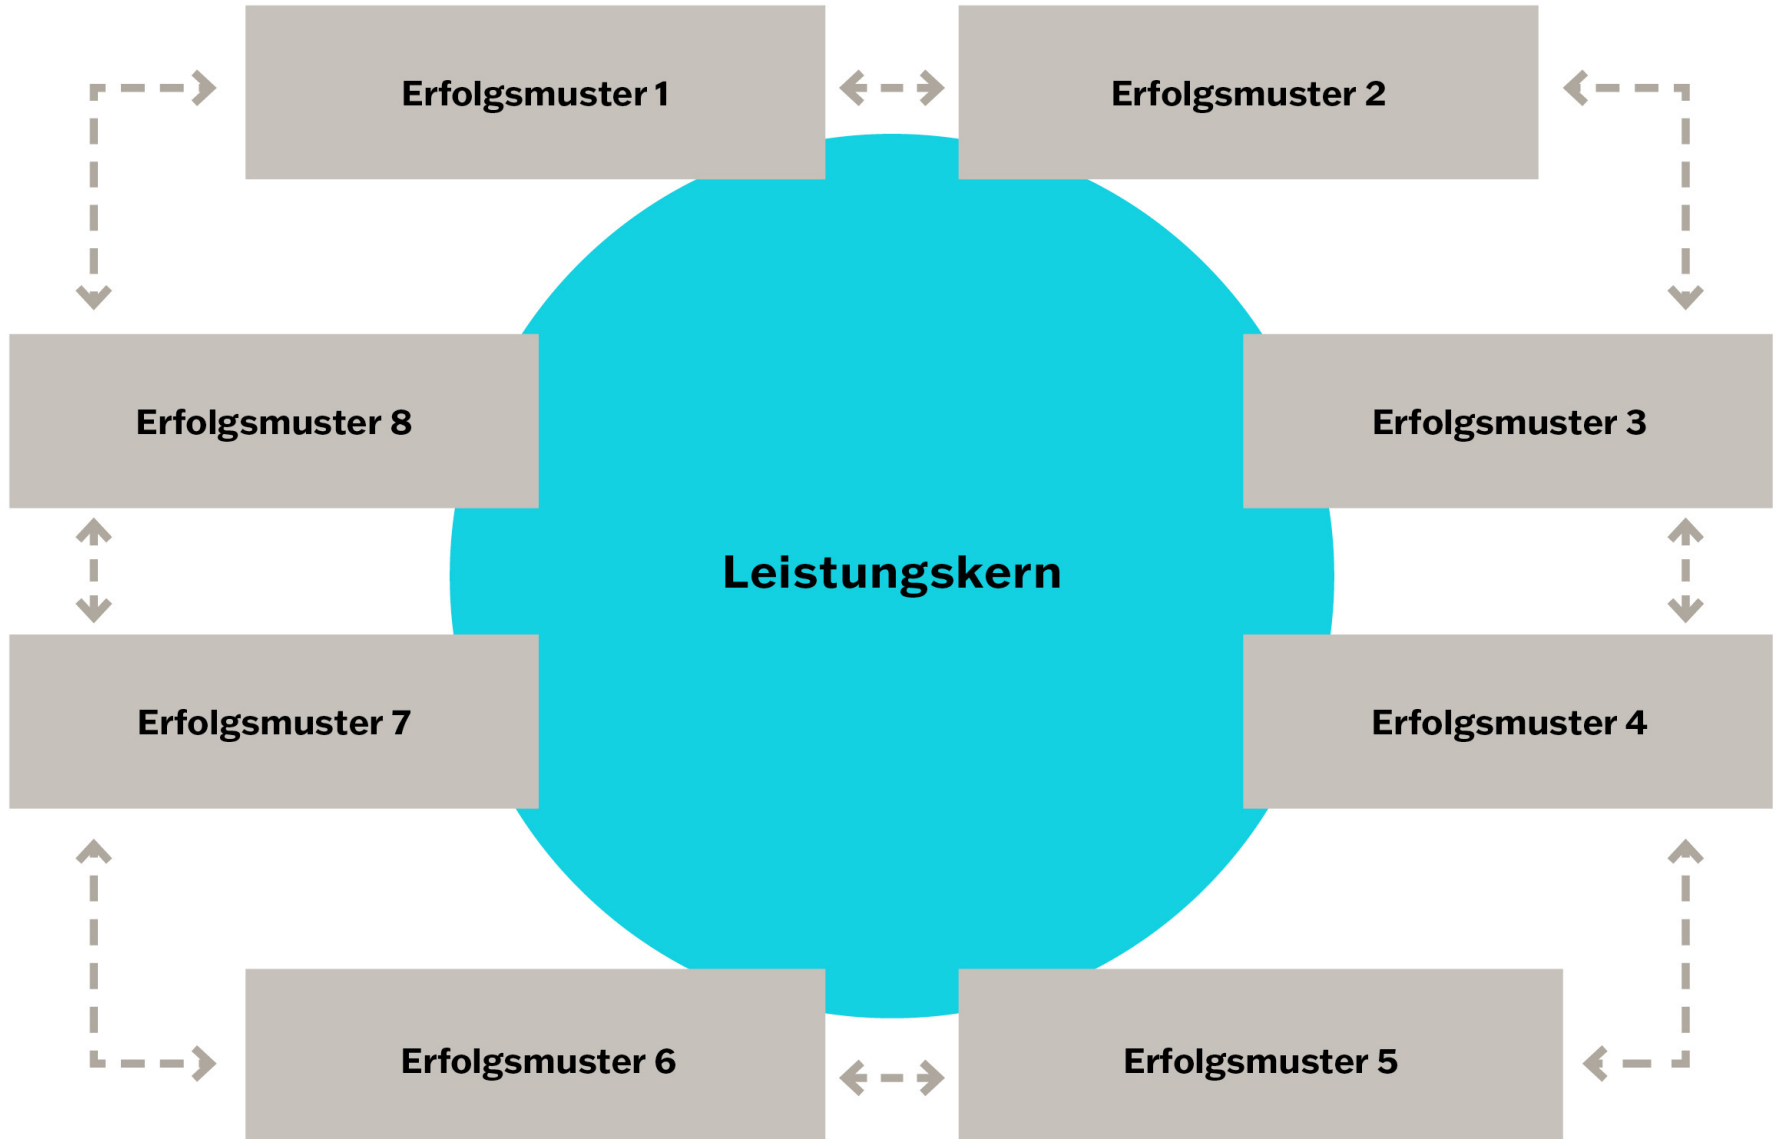 Erfolgsmuster 1
Erfolgsmuster 2
Erfolgsmuster 8
Erfolgsmuster 3
Leistungskern
Erfolgsmuster 7
Erfolgsmuster 4
Erfolgsmuster 6
Erfolgsmuster 5